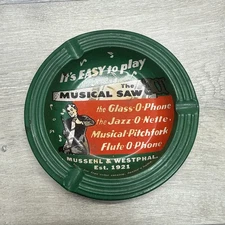 It's EASY to play
The
MUSICAL SAW
the Glass-O-Phone
the Jazz-O-Nette
Musical-Pitchfork
Flute-O-Phone
MUSSEHL & WESTPHAL
Est. 1921